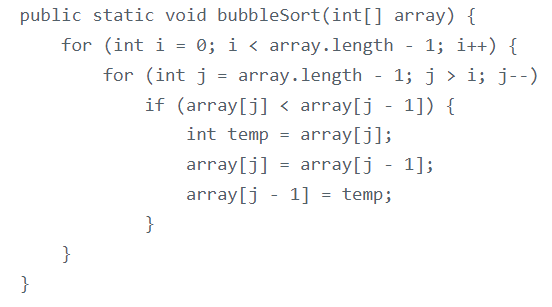 public static void bubbleSort(int[] array) {
    for (int i = 0; i < array.length - 1; i++) {
        for (int j = array.length - 1; j > i; j--)
            if (array[j] < array[j - 1]) {
                int temp = array[j];
                array[j] = array[j - 1];
                array[j - 1] = temp;
            }
    }
}